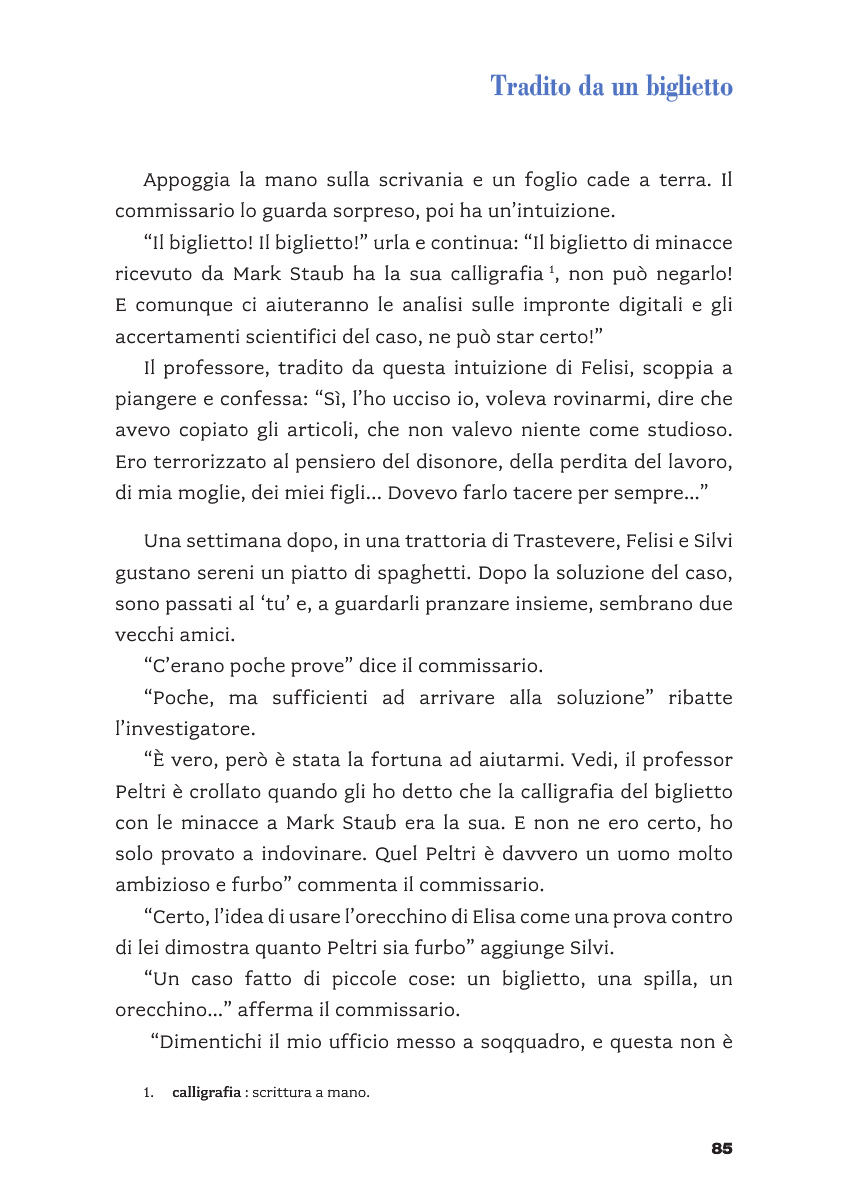 Tradito da un biglietto
Appoggia la mano sulla scrivania e un foglio cade a terra. Il
commissario lo guarda sorpreso, poi ha un’intuizione.
“Il biglietto! Il biglietto!” urla e continua: “Il biglietto di minacce
ricevuto da Mark Staub ha la sua calligrafia ¹, non può negarlo!
E comunque ci aiuteranno le analisi sulle impronte digitali e gli
accertamenti scientifici del caso, ne può star certo!”
Il professore, tradito da questa intuizione di Felisi, scoppia a
piangere e confessa: “Sì, l’ho ucciso io, voleva rovinarmi, dire che
avevo copiato gli articoli, che non valevo niente come studioso.
Ero terrorizzato al pensiero del disonore, della perdita del lavoro,
di mia moglie, dei miei figli... Dovevo farlo tacere per sempre...”
Una settimana dopo, in una trattoria di Trastevere, Felisi e Silvi
gustano sereni un piatto di spaghetti. Dopo la soluzione del caso,
sono passati al ‘tu’ e, a guardarli pranzare insieme, sembrano due
vecchi amici.
“C’erano poche prove” dice il commissario.
“Poche, ma sufficienti ad arrivare alla soluzione” ribatte
l’investigatore.
“È vero, però è stata la fortuna ad aiutarmi. Vedi, il professor
Peltri è crollato quando gli ho detto che la calligrafia del biglietto
con le minacce a Mark Staub era la sua. E non ne ero certo, ho
solo provato a indovinare. Quel Peltri è davvero un uomo molto
ambizioso e furbo” commenta il commissario.
“Certo, l’idea di usare l’orecchino di Elisa come una prova contro
di lei dimostra quanto Peltri sia furbo” aggiunge Silvi.
“Un caso fatto di piccole cose: un biglietto, una spilla, un
orecchino...” afferma il commissario.
“Dimentichi il mio ufficio messo a soqquadro, e questa non è
1. calligrafia : scrittura a mano.
85